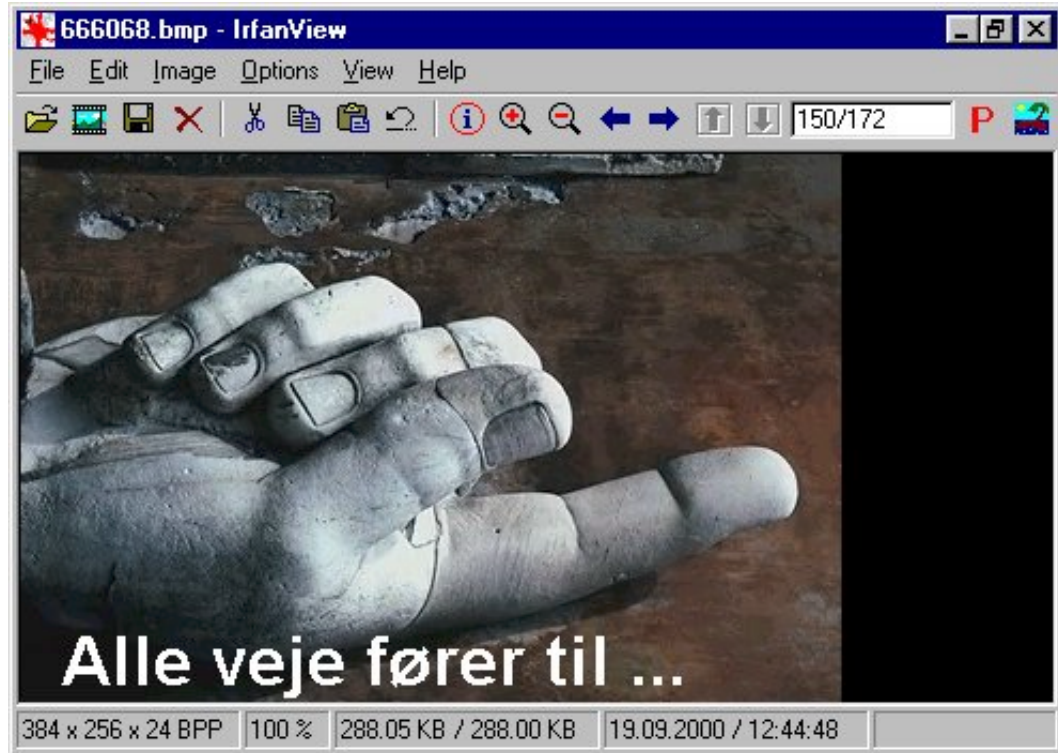 666068.bmp - IrfanView
File Edit Image Options View Help
150/172 P
Alle veje fører til ...
384 x 256 x 24 BPP 100 % 288.05 KB / 288.00 KB 19.09.2000 / 12:44:48